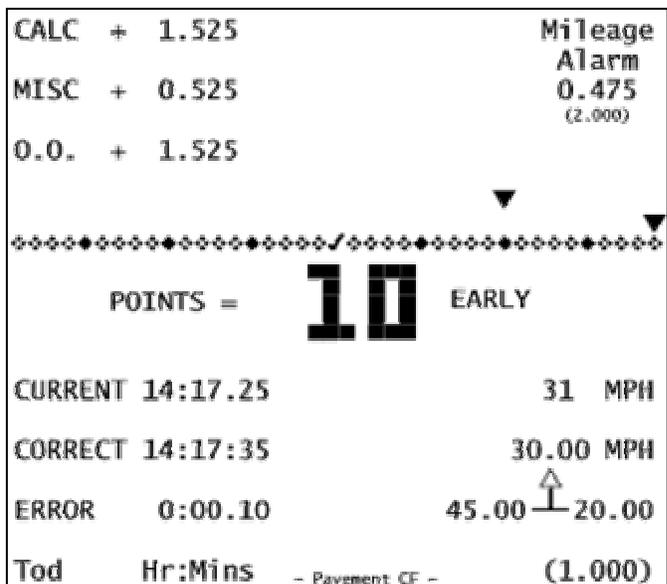 CALC + 1.525
Mileage
Alarm
MISC + 0.525
0.475
(2.000)
O.O. + 1.525
POINTS = 10 EARLY
CURRENT 14:17.25 31 MPH
CORRECT 14:17:35 30.00 MPH
ERROR 0:00.10 45.00 20.00
Tod Hr:Mins - Pavement CF - (1.000)